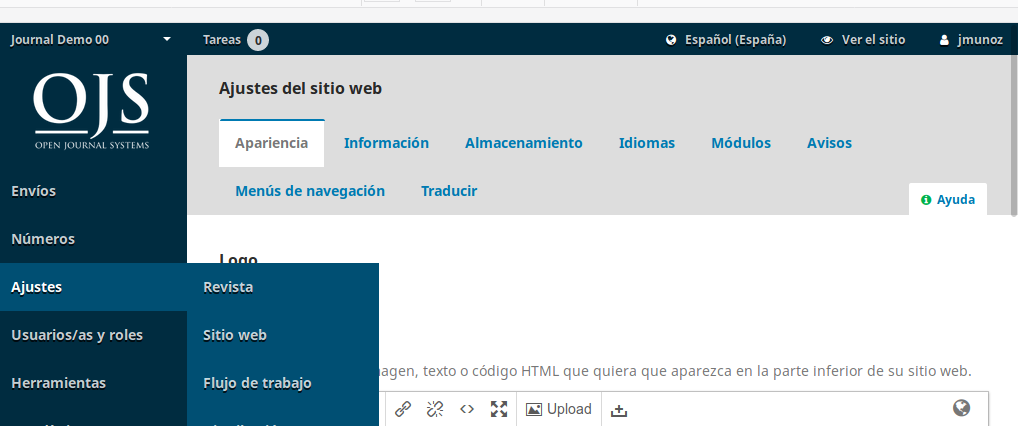 Journal Demo 00
Tareas 0
Español (España)
Ver el sitio
jmunoz
OJS
OPEN JOURNAL SYSTEMS
Ajustes del sitio web
Apariencia
Información
Almacenamiento
Idiomas
Módulos
Avisos
Menús de navegación
Traducir
Ayuda
Envíos
Números
Ajustes
Usuarios/as y roles
Herramientas
Revista
Sitio web
Flujo de trabajo
Logo
magen, texto o código HTML que quiera que aparezca en la parte inferior de su sitio web.
Upload